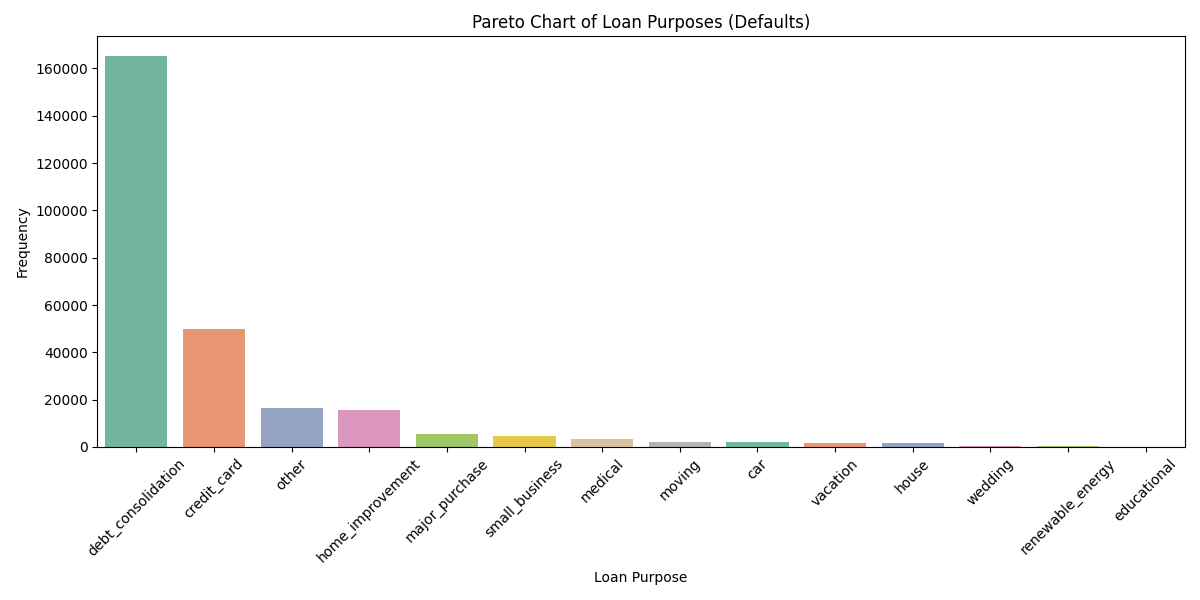 Pareto Chart of Loan Purposes (Defaults)
Frequency
160000
140000
120000
100000
80000
60000
40000
20000
0
debt_consolidation
credit_card
other
home_improvement
major_purchase
small_business
medical
moving
car
vacation
house
wedding
renewable_energy
educational
Loan Purpose